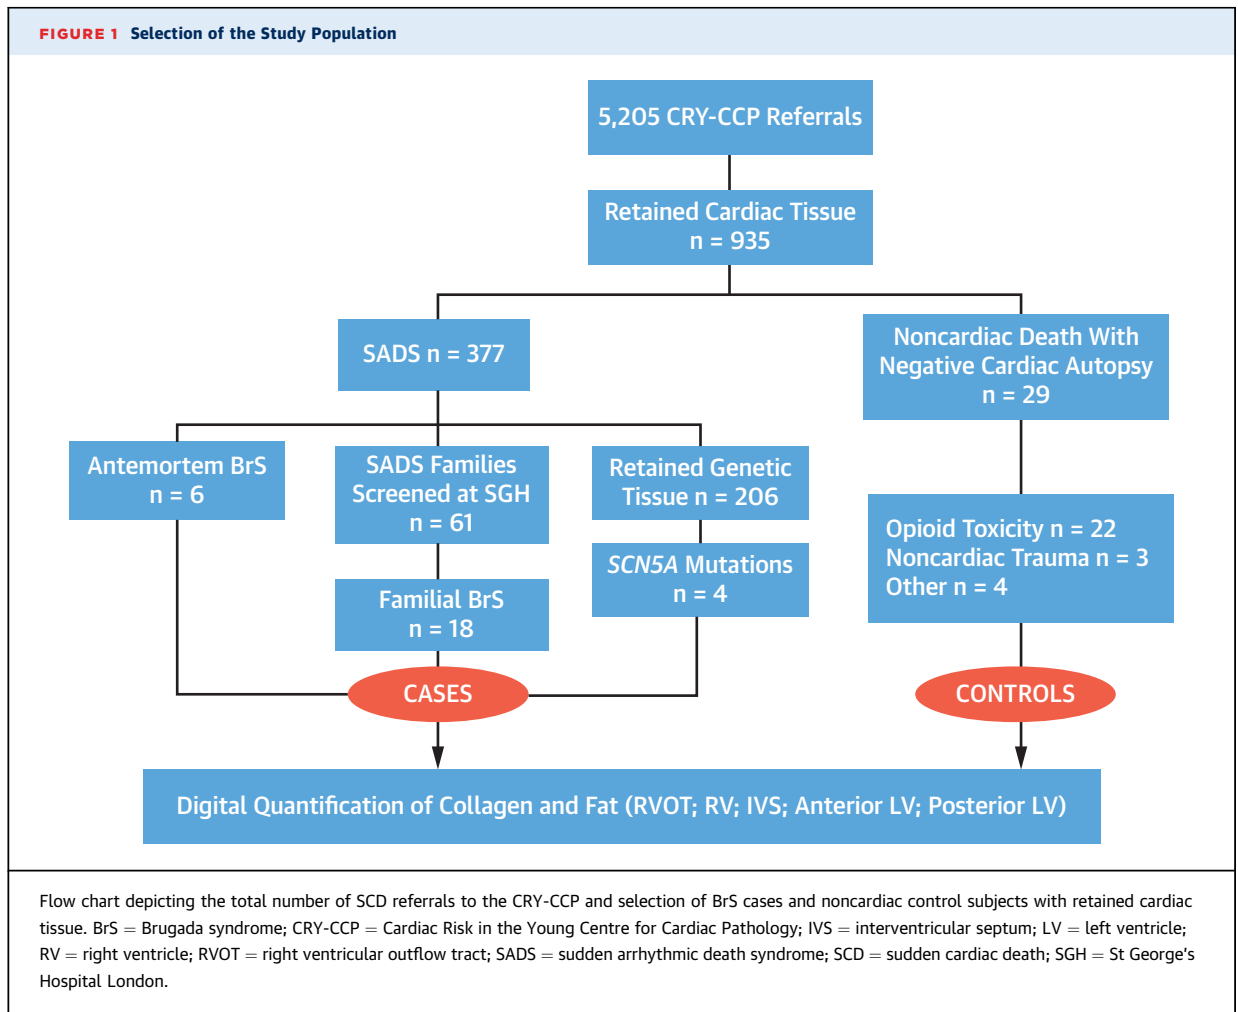 FIGURE 1 Selection of the Study Population
5,205 CRY-CCP Referrals
Retained Cardiac Tissue
n = 935
SADS n = 377
Noncardiac Death With
Negative Cardiac Autopsy
n = 29
Antemortem BrS
n = 6
SADS Families
Screened at SGH
n = 61
Retained Genetic
Tissue n = 206
Familial BrS
n = 18
SCN5A Mutations
n = 4
Opioid Toxicity n = 22
Noncardiac Trauma n = 3
Other n = 4
CASES
CONTROLS
Digital Quantification of Collagen and Fat (RVOT; RV; IVS; Anterior LV; Posterior LV)
Flow chart depicting the total number of SCD referrals to the CRY-CCP and selection of BrS cases and noncardiac control subjects with retained cardiac
tissue. BrS = Brugada syndrome; CRY-CCP = Cardiac Risk in the Young Centre for Cardiac Pathology; IVS = interventricular septum; LV = left ventricle;
RV = right ventricle; RVOT = right ventricular outflow tract; SADS = sudden arrhythmic death syndrome; SCD = sudden cardiac death; SGH = St George's
Hospital London.